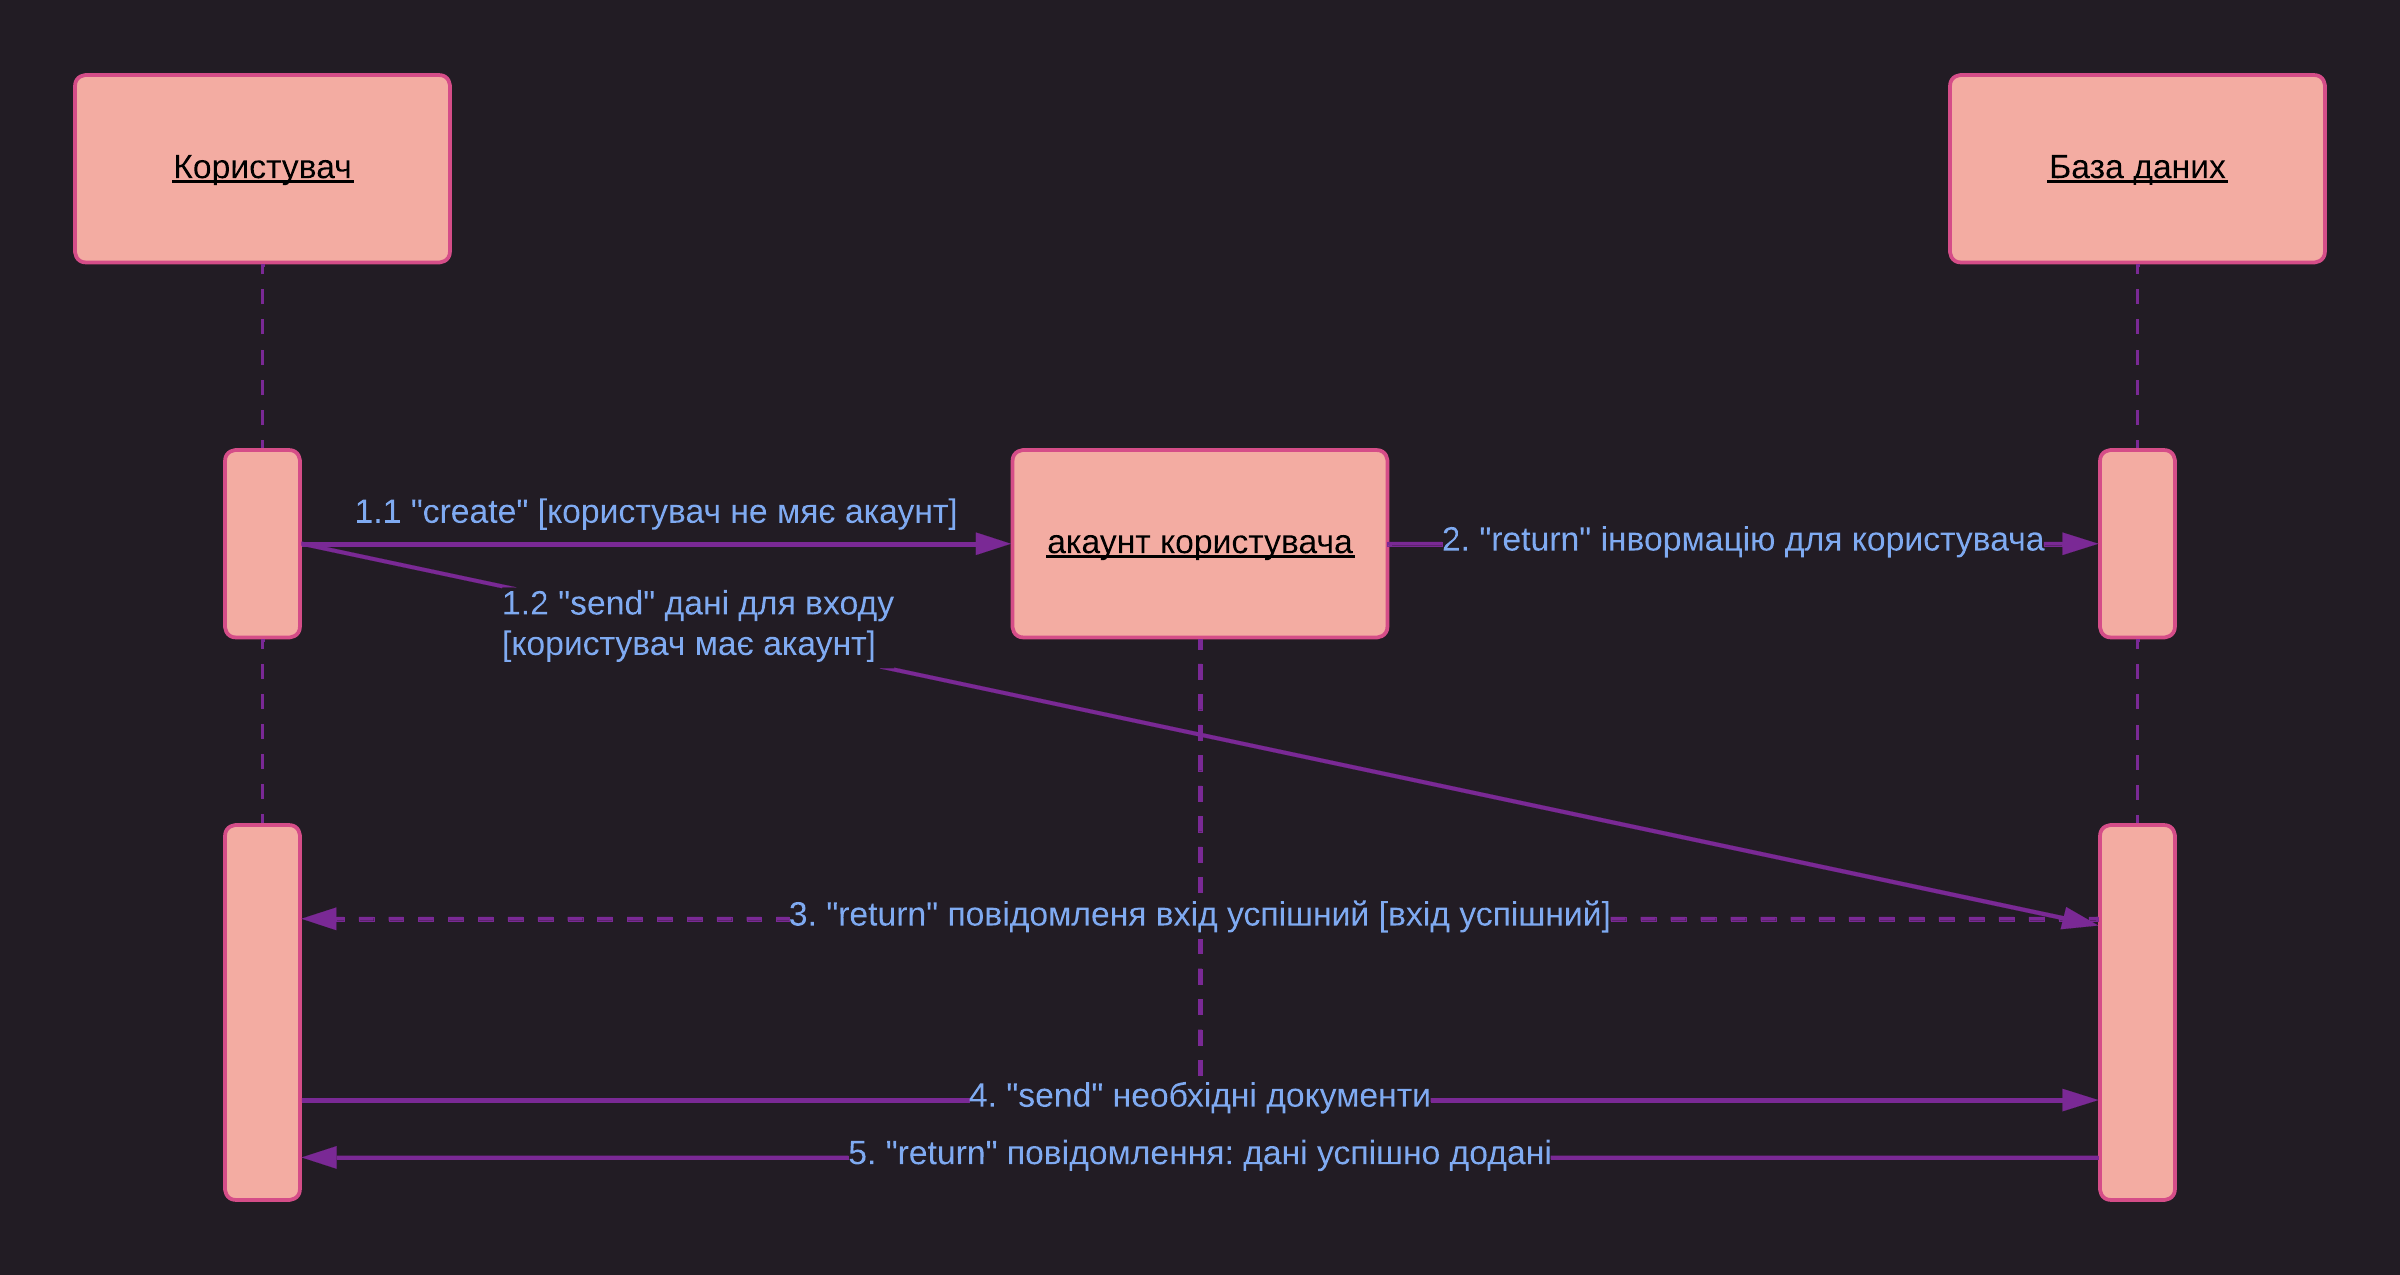 Користувач
База даних
1.1 "create" [користувач не мяє акаунт]
акаунт користувача
2. "return" інвормацію для користувача
1.2 "send" дані для входу
[користувач має акаунт]
3. "return" повідомленя вхід успішний [вхід успішний]
4. "send" необхідні документи
5. "return" повідомлення: дані успішно додані